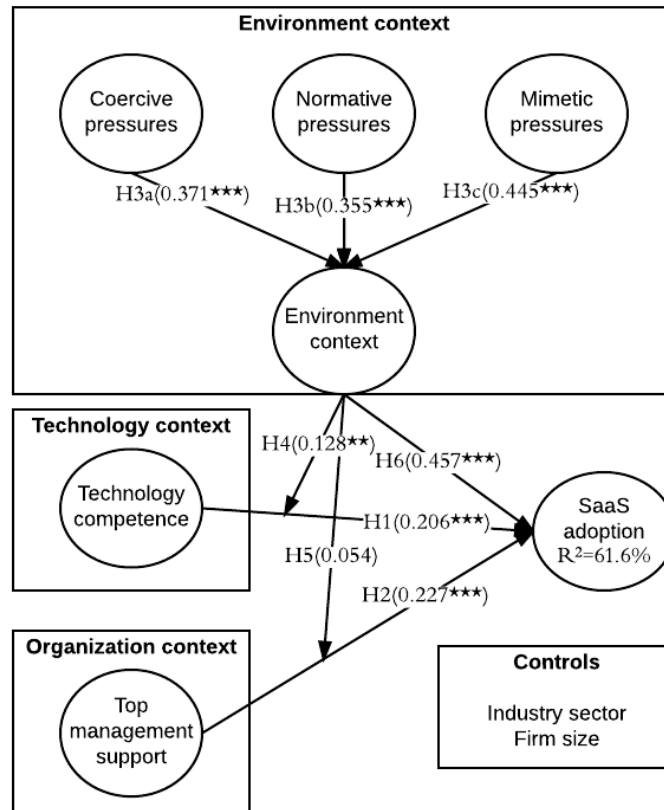 Environment context
Coercive
pressures
Normative
pressures
Mimetic
pressures
H3a(0.371★★★)
H3b(0.355★★★)
H3c(0.445★★★)
Environment
context
Technology context
H4(0.128★★)
H6(0.457★★★)
Technology
competence
H1(0.206★★★)
SaaS
adoption
R²=61.6%
H5(0.054)
H2(0.227★★★)
Organization context
Top
management
support
Controls
Industry sector
Firm size